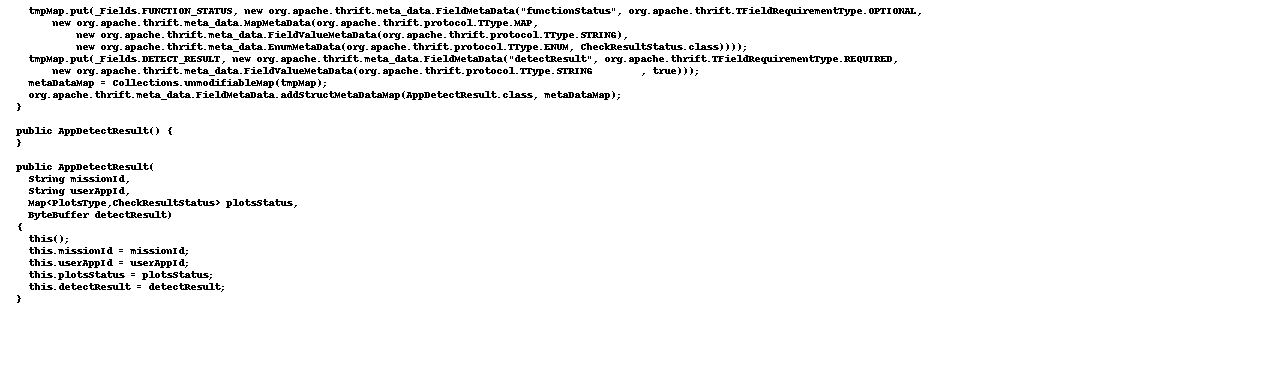 tmpMap.put(_Fields.FUNCTION_STATUS, new org.apache.thrift.meta_data.FieldMetaData("functionStatus", org.apache.thrift.TFieldRequirementType.OPTIONAL,
new org.apache.thrift.meta_data.MapMetaData(org.apache.thrift.protocol.TType.MAP,
new org.apache.thrift.meta_data.FieldValueMetaData(org.apache.thrift.protocol.TType.STRING),
new org.apache.thrift.meta_data.EnumMetaData(org.apache.thrift.protocol.TType.ENUM, CheckResultStatus.class))));
tmpMap.put(_Fields.DETECT_RESULT, new org.apache.thrift.meta_data.FieldMetaData("detectResult", org.apache.thrift.TFieldRequirementType.REQUIRED,
new org.apache.thrift.meta_data.FieldValueMetaData(org.apache.thrift.protocol.TType.STRING        , true)));
metaDataMap = Collections.unmodifiableMap(tmpMap);
org.apache.thrift.meta_data.FieldMetaData.addStructMetaDataMap(AppDetectResult.class, metaDataMap);
}
public AppDetectResult() {
}
public AppDetectResult(
String missionId,
String userAppId,
Map<PlotsType,CheckResultStatus> plotsStatus,
ByteBuffer detectResult)
{
this();
this.missionId = missionId;
this.userAppId = userAppId;
this.plotsStatus = plotsStatus;
this.detectResult = detectResult;
}